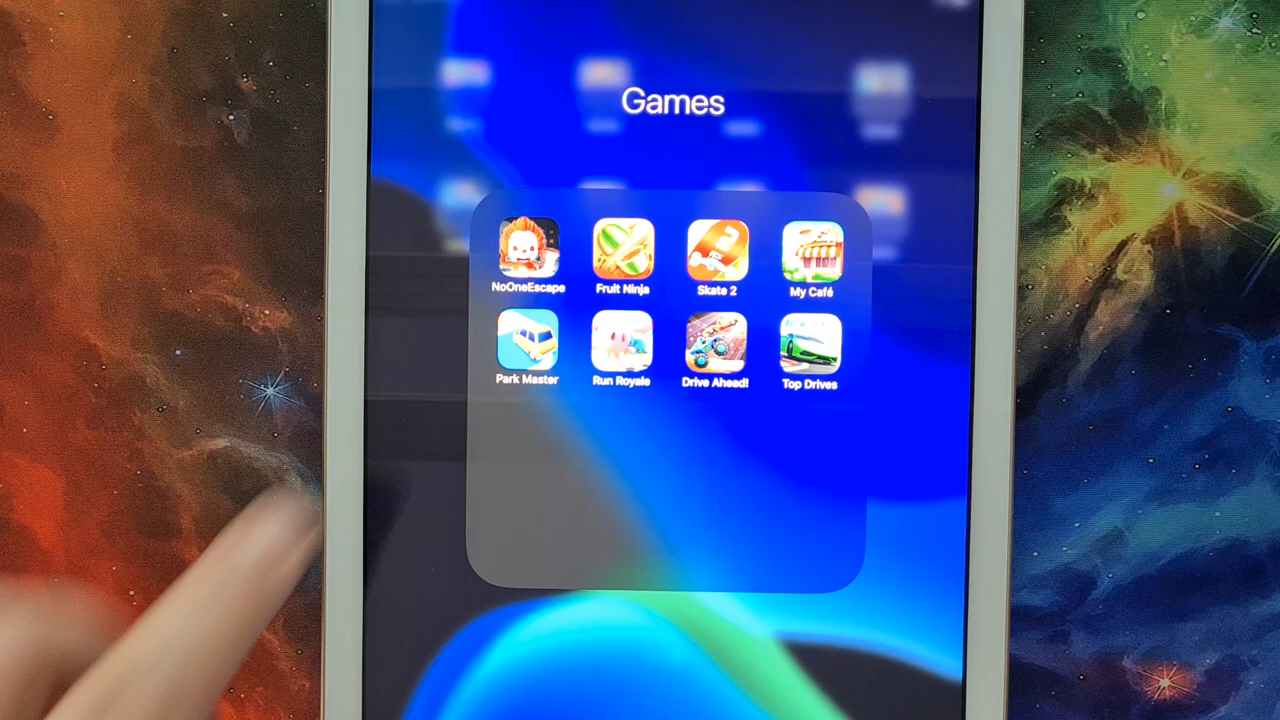 Games
NoOneEscape
Fruit Ninja
Skate 2
My Café
Park Master
Run Royale
Drive Ahead!
Top Drives